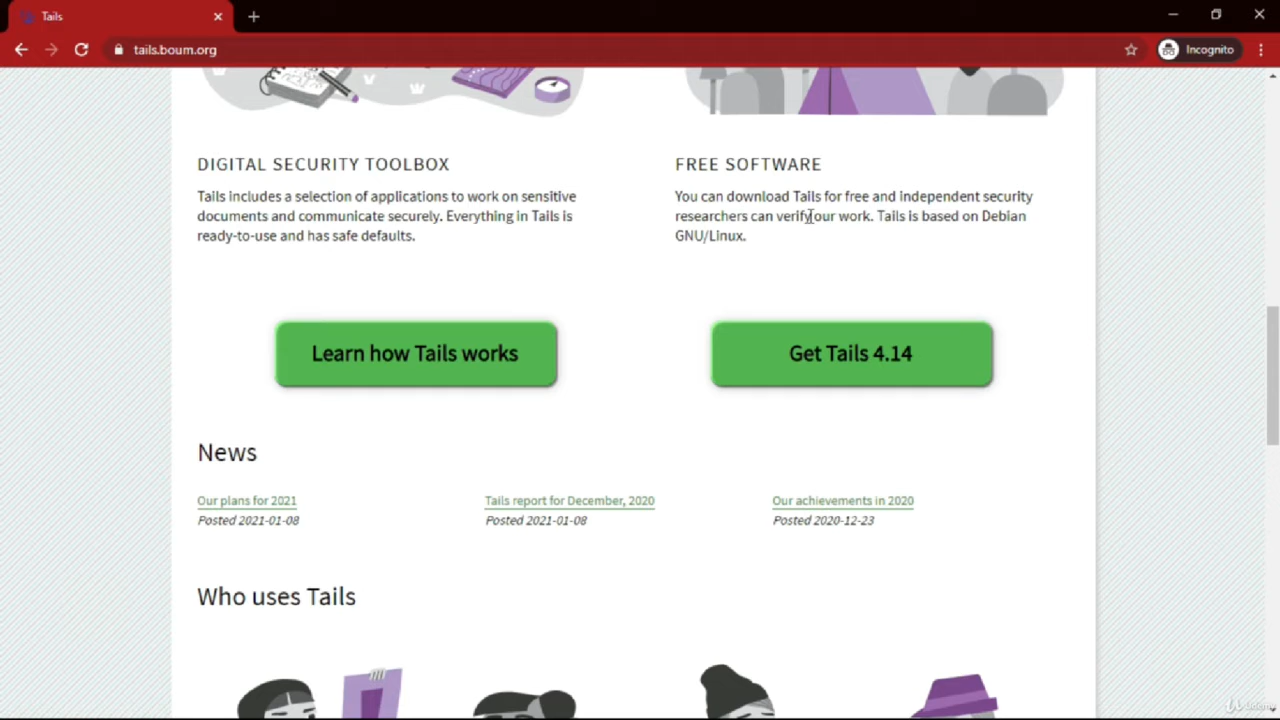 Tails
tails.boum.org
Incognito
DIGITAL SECURITY TOOLBOX
Tails includes a selection of applications to work on sensitive
documents and communicate securely. Everything in Tails is
ready-to-use and has safe defaults.
FREE SOFTWARE
You can download Tails for free and independent security
researchers can verify our work. Tails is based on Debian
GNU/Linux.
Learn how Tails works
Get Tails 4.14
News
Our plans for 2021
Posted 2021-01-08
Tails report for December, 2020
Posted 2021-01-08
Our achievements in 2020
Posted 2020-12-23
Who uses Tails